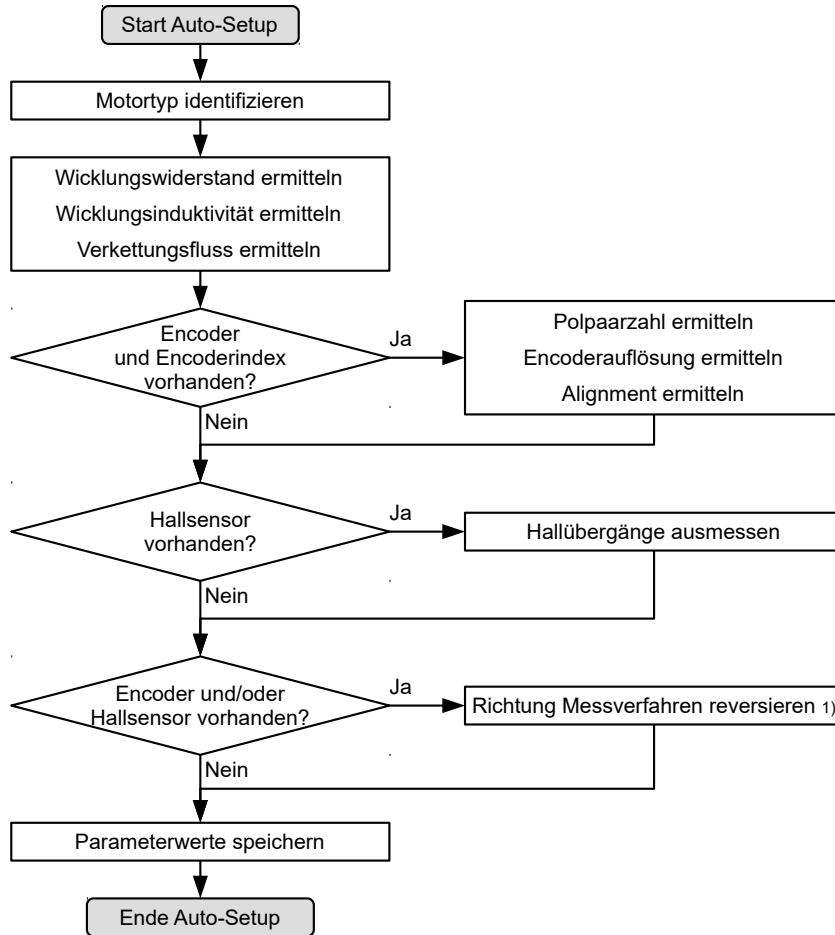 Start Auto-Setup
Motortyp identifizieren
Wicklungswiderstand ermitteln
Wicklungsinduktivität ermitteln
Verkettungsfluss ermitteln
Encoder
und Encoderindex
vorhanden?
Ja
Polpaarzahl ermitteln
Encoderauflösung ermitteln
Alignment ermitteln
Nein
Hallsensor
vorhanden?
Ja
Hallübergänge ausmessen
Nein
Encoder und/oder
Hallsensor vorhanden?
Ja
Richtung Messverfahren reversieren 1)
Nein
Parameterwerte speichern
Ende Auto-Setup